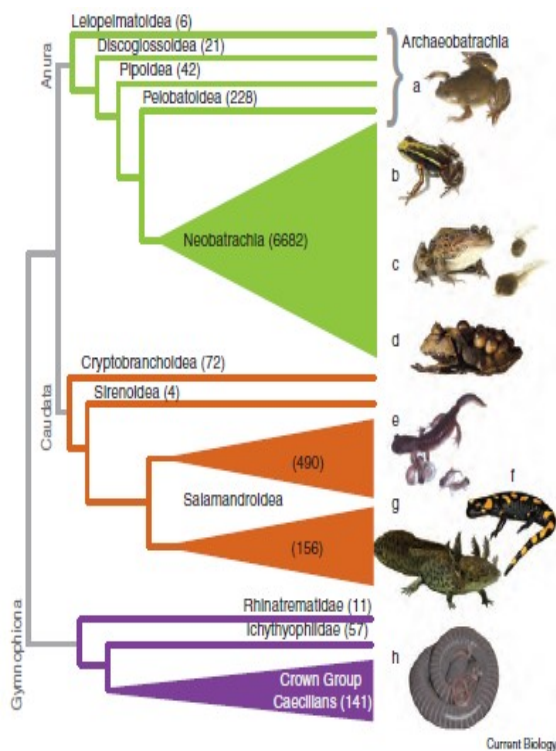 Leiopelmatoidea (6)
Discoglossoidea (21)
Pipoidea (42)
Pelobatoidea (228)
Neobatrachia (6682)
Archaeobatrachia
Anura
a
b
c
d
Cryptobranchoidea (72)
Sirenoidea (4)
(490)
Salamandroidea
(156)
Caudata
e
f
g
Rhinatrematidae (11)
Ichythyophiidae (57)
Crown Group
Caecilians (141)
Gymnophiona
h
Current Biology